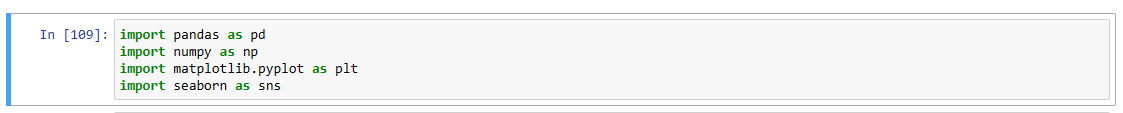 In [109]: import pandas as pd
import numpy as np
import matplotlib.pyplot as plt
import seaborn as sns